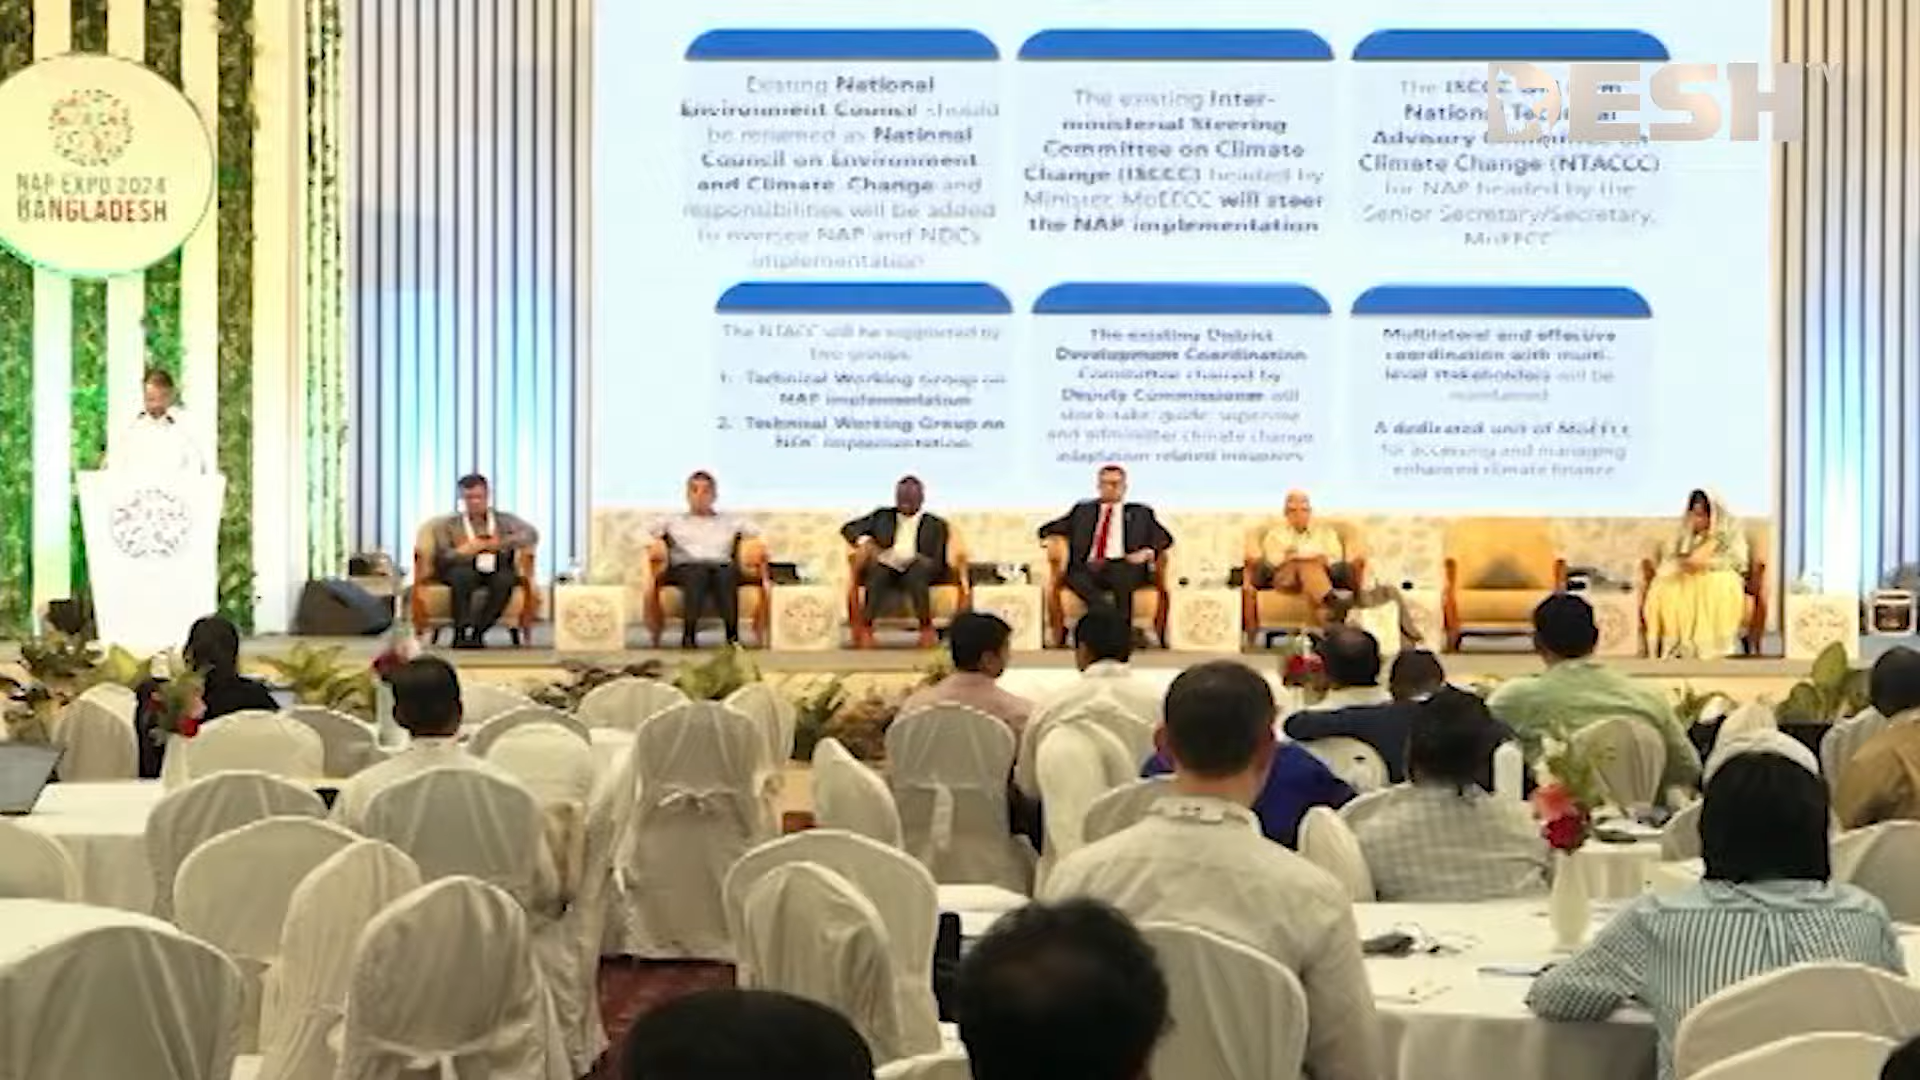 NAP EXPO 2024
BANGLADESH
DESH TV
Existing National
Environment Council should
be renamed as National
Council on Environment
and Climate Change and
responsibilities will be added
to oversee NAP and NDCs
implementation
The existing Inter-
ministerial Steering
Committee on Climate
Change (ISCCC) headed by
Minister, MoEFCC will steer
the NAP implementation
The
National
Advisory
Climate Change (NTACCC)
for NAP headed by the
Senior Secretary/Secretary,
MoEFCC
The NTACC will be supported by
two groups:
1. Technical Working Group on
NAP implementation
2. Technical Working Group on
NDC implementation
The existing District
Development Coordination
Committee chaired by
Deputy Commissioner will
stock-take, guide, supervise
and administer climate change
adaptation related initiatives
Multilateral and effective
coordination with multi-
level stakeholders will be
maintained
A dedicated unit of MoEFCC
for accessing and managing
enhanced climate finance